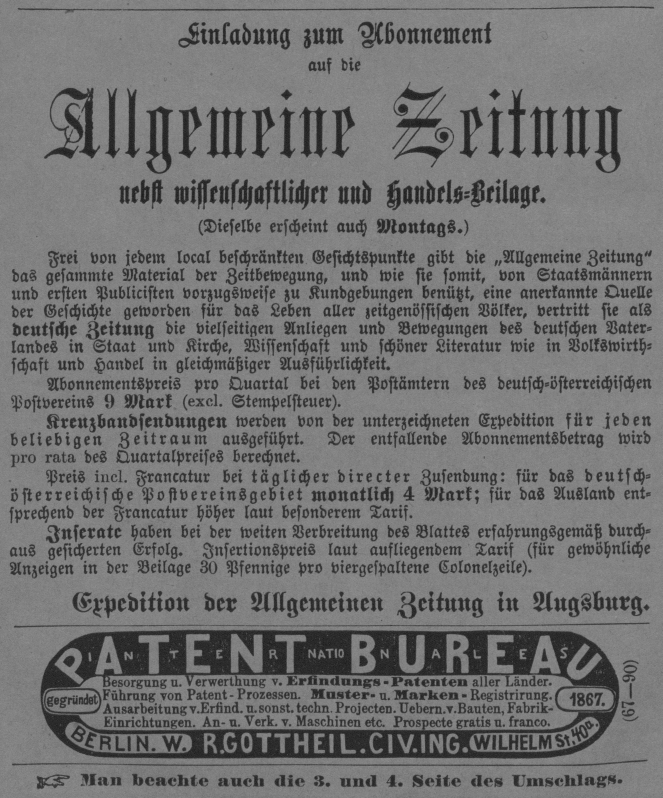 Einladung zum Abonnement
auf die
Allgemeine Zeitung
nebst wissenschaftlicher und Handels-Beilage.
(Dieselbe erscheint auch Montags.)
Frei von jedem local beschränkten Gesichtspunkte gibt die „Allgemeine Zeitung“
das gesammte Material der Zeitbewegung, und wie sie somit, von Staatsmännern
und ersten Publicisten vorzugsweise zu Kundgebungen benützt, eine anerkannte Quelle
der Geschichte geworden für das Leben aller zeitgenössischen Völker, vertritt sie als
deutsche Zeitung die vielseitigen Anliegen und Bewegungen des deutschen Vater-
landes in Staat und Kirche, Wissenschaft und schöner Literatur wie in Volkswirth-
schaft und Handel in gleichmäßiger Ausführlichkeit.
Abonnementspreis pro Quartal bei den Postämtern des deutsch-österreichischen
Postvereins 9 Mark (excl. Stempelsteuer).
Kreuzbandsendungen werden von der unterzeichneten Expedition für jeden
beliebigen Zeitraum ausgeführt. Der entfallende Abonnementsbetrag wird
pro rata des Quartalpreises berechnet.
Preis incl. Francatur bei täglicher directer Zusendung: für das deutsch-
österreichische Postvereinsgebiet monatlich 4 Mark; für das Ausland ent-
sprechend der Francatur höher laut besonderem Tarif.
Inserate haben bei der weiten Verbreitung des Blattes erfahrungsgemäß durch-
aus gesicherten Erfolg. Insertionspreis laut aufliegendem Tarif (für gewöhnliche
Anzeigen in der Beilage 30 Pfennige pro viergespaltene Colonelzeile).
Expedition der Allgemeinen Zeitung in Augsburg.
PATENT BUREAU
INTERNATIONALES
Besorgung u. Verwerthung v. Erfindungs-Patenten aller Länder.
gegründet Führung von Patent-Prozessen. Muster- u. Marken-Registrirung. 1867.
Ausarbeitung v. Erfind. u. sonst. techn. Projecten. Uebern. v. Bauten, Fabrik-
Einrichtungen. An- u. Verk. v. Maschinen etc. Prospecte gratis u. franco.
BERLIN. W. R. GOTTHEIL. CIV. ING. WILHELM St. 40a.
(67—90)
☞ Man beachte auch die 3. und 4. Seite des Umschlags.